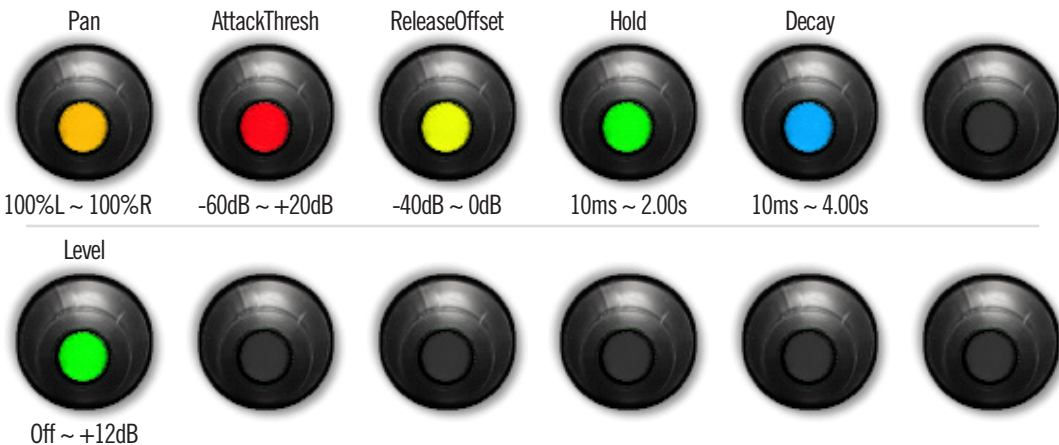 Pan AttackThresh ReleaseOffset Hold Decay
100%L ~ 100%R -60dB ~ +20dB -40dB ~ 0dB 10ms ~ 2.00s 10ms ~ 4.00s
Level
Off ~ +12dB